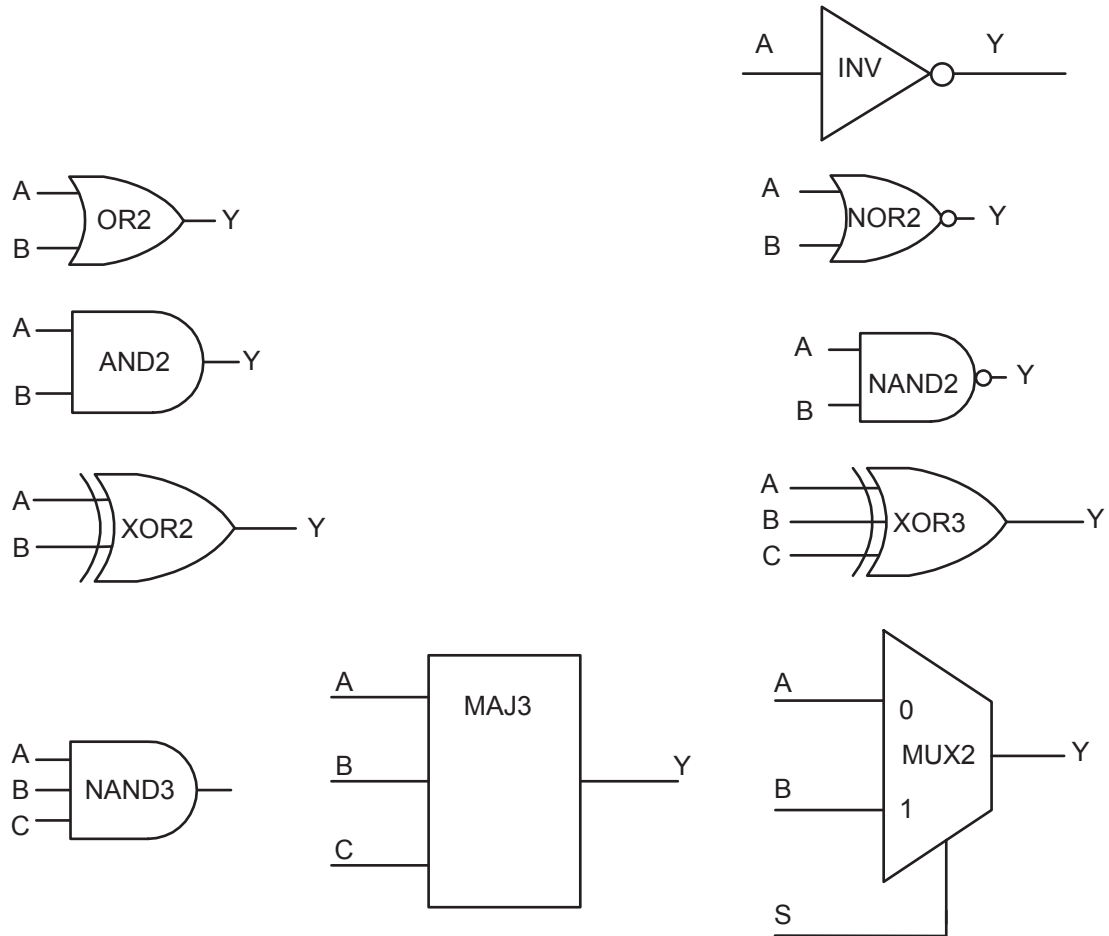 A INV Y
A OR2 Y
B
A NOR2 Y
B
A AND2 Y
B
A NAND2 Y
B
A XOR2 Y
B
A XOR3 Y
B
C
A NAND3
B
C
A MAJ3
B Y
C
A 0
MUX2 Y
B 1
S